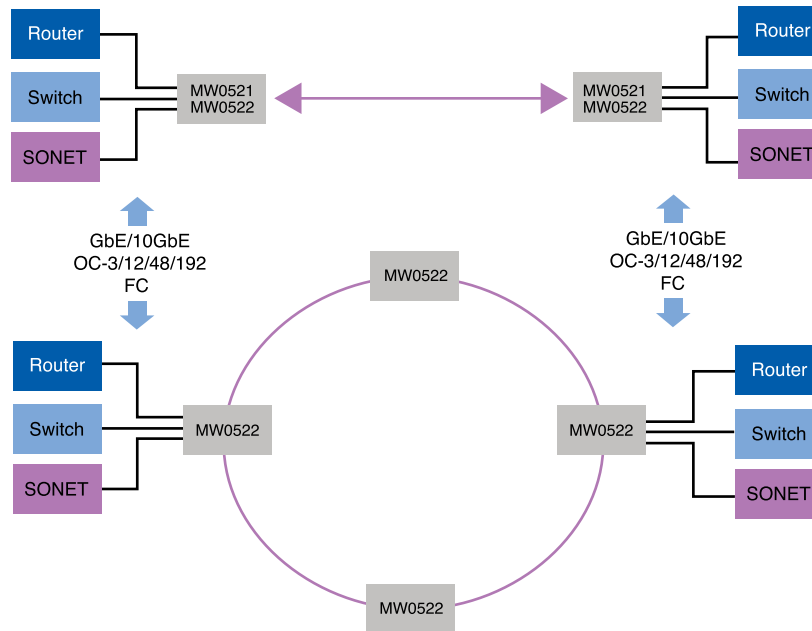 Router
Switch
SONET
MW0521
MW0522
MW0521
MW0522
Router
Switch
SONET
GbE/10GbE
OC-3/12/48/192
FC
GbE/10GbE
OC-3/12/48/192
FC
MW0522
Router
Switch
SONET
MW0522
MW0522
Router
Switch
SONET
MW0522